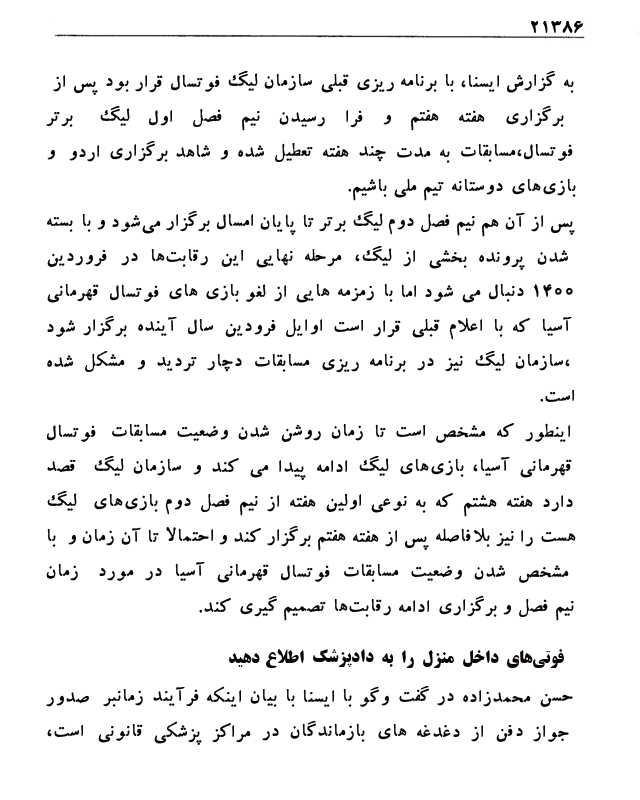 ۲۱۳۸۶
به گزارش ایسنا، با برنامه ریزی قبلی سازمان لیگ فوتسال قرار بود پس از
برگزاری هفته هفتم و فرا رسیدن نیم فصل اول لیگ برتر
فوتسال،مسابقات به مدت چند هفته تعطیل شده و شاهد برگزاری اردو و
بازی‌های دوستانه تیم ملی باشیم.
پس از آن هم نیم فصل دوم لیگ برتر تا پایان امسال برگزار می‌شود و با بسته
شدن پرونده بخشی از لیگ، مرحله نهایی این رقابت‌ها در فروردین
۱۴۰۰ دنبال می شود اما با زمزمه هایی از لغو بازی های فوتسال قهرمانی
آسیا که با اعلام قبلی قرار است اوایل فرودین سال آینده برگزار شود
،سازمان لیگ نیز در برنامه ریزی مسابقات دچار تردید و مشکل شده
است.
اینطور که مشخص است تا زمان روشن شدن وضعیت مسابقات فوتسال
قهرمانی آسیا، بازی‌های لیگ ادامه پیدا می کند و سازمان لیگ قصد
دارد هفته هشتم که به نوعی اولین هفته از نیم فصل دوم بازی‌های لیگ
هست را نیز بلافاصله پس از هفته هفتم برگزار کند و احتمالا تا آن زمان و با
مشخص شدن وضعیت مسابقات فوتسال قهرمانی آسیا در مورد زمان
نیم فصل و برگزاری ادامه رقابت‌ها تصمیم گیری کند.
فوتی‌های داخل منزل را به دادپزشک اطلاع دهید
حسن محمدزاده در گفت وگو با ایسنا با بیان اینکه فرآیند زمانبر صدور
جواز دفن از دغدغه های بازماندگان در مراکز پزشکی قانونی است،